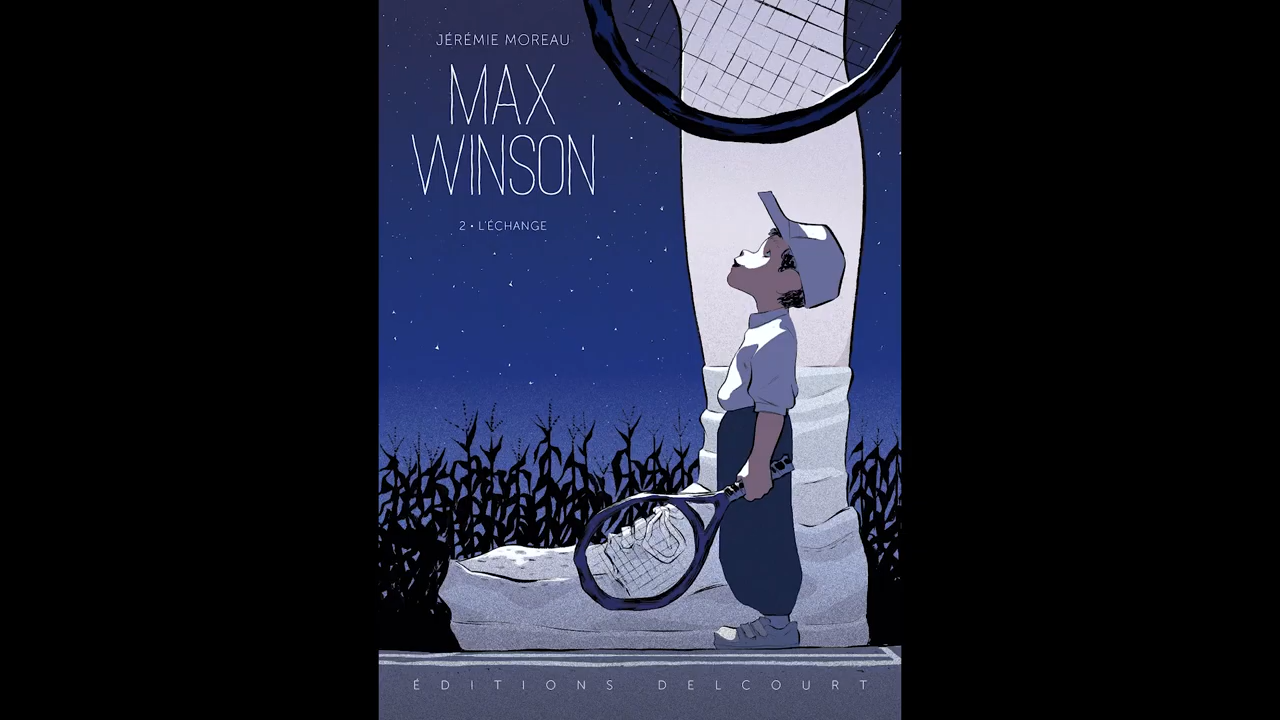 JÉRÉMIE MOREAU
MAX
WINSON
2 • L'ÉCHANGE
ÉDITIONS DELCOURT